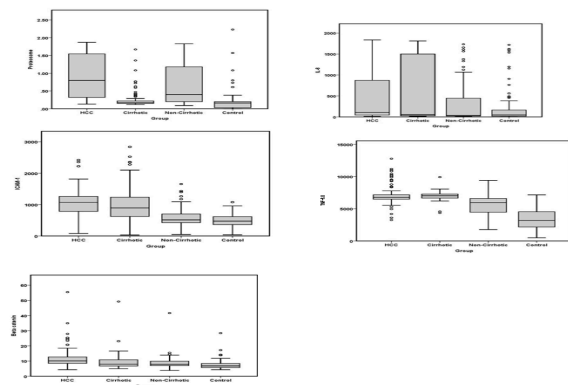 Proteasome
2.00
1.50
1.00
.50
.00
HCC Cirrhotic Non-Cirrhotic Control
Group
IL-8
2000
1500
1000
500
0
HCC Cirrhotic Non-Cirrhotic Control
Group
ICAM-1
3000
2000
1000
0
HCC Cirrhotic Non-Cirrhotic Control
Group
15000
10000
5000
0
HCC Cirrhotic Non-Cirrhotic Control
Group
60
50
40
30
20
10
0
HCC Cirrhotic Non-Cirrhotic Control